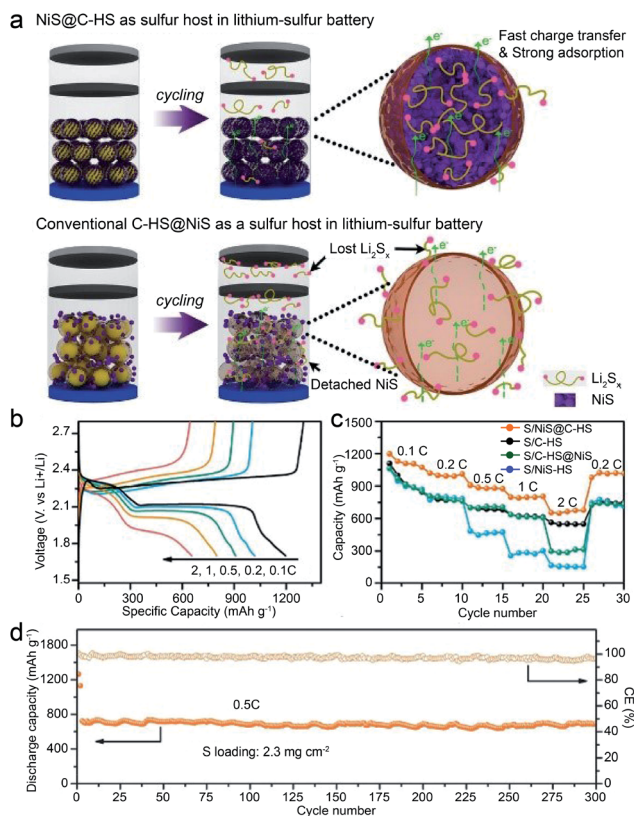 a
NiS@C-HS as sulfur host in lithium-sulfur battery
cycling
Fast charge transfer
& Strong adsorption
e-
e-
e-
e-
e-
e-
Conventional C-HS@NiS as a sulfur host in lithium-sulfur battery
cycling
Lost Li₂Sₓ
Detached NiS
e-
e-
e-
e-
e-
Li₂Sₓ
NiS
b
2.7
2.4
2.1
1.8
1.5
Voltage (V. vs Li+/Li)
2, 1, 0.5, 0.2, 0.1C
0 300 600 900 1200
Specific Capacity (mAh g⁻¹)
c
1500
1200
900
600
300
0
Capacity (mAh g⁻¹)
S/NiS@C-HS
S/C-HS
S/C-HS@NiS
S/NiS-HS
0.1 C
0.2 C
0.5 C
1 C
2 C
0.2 C
0 5 10 15 20 25 30
Cycle number
d
1800
1440
1080
720
360
0
Discharge capacity (mAh g⁻¹)
0.5C
S loading: 2.3 mg cm⁻²
100
80
60
40
20
0
CE (%)
0 25 50 75 100 125 150 175 200 225 250 275 300
Cycle number